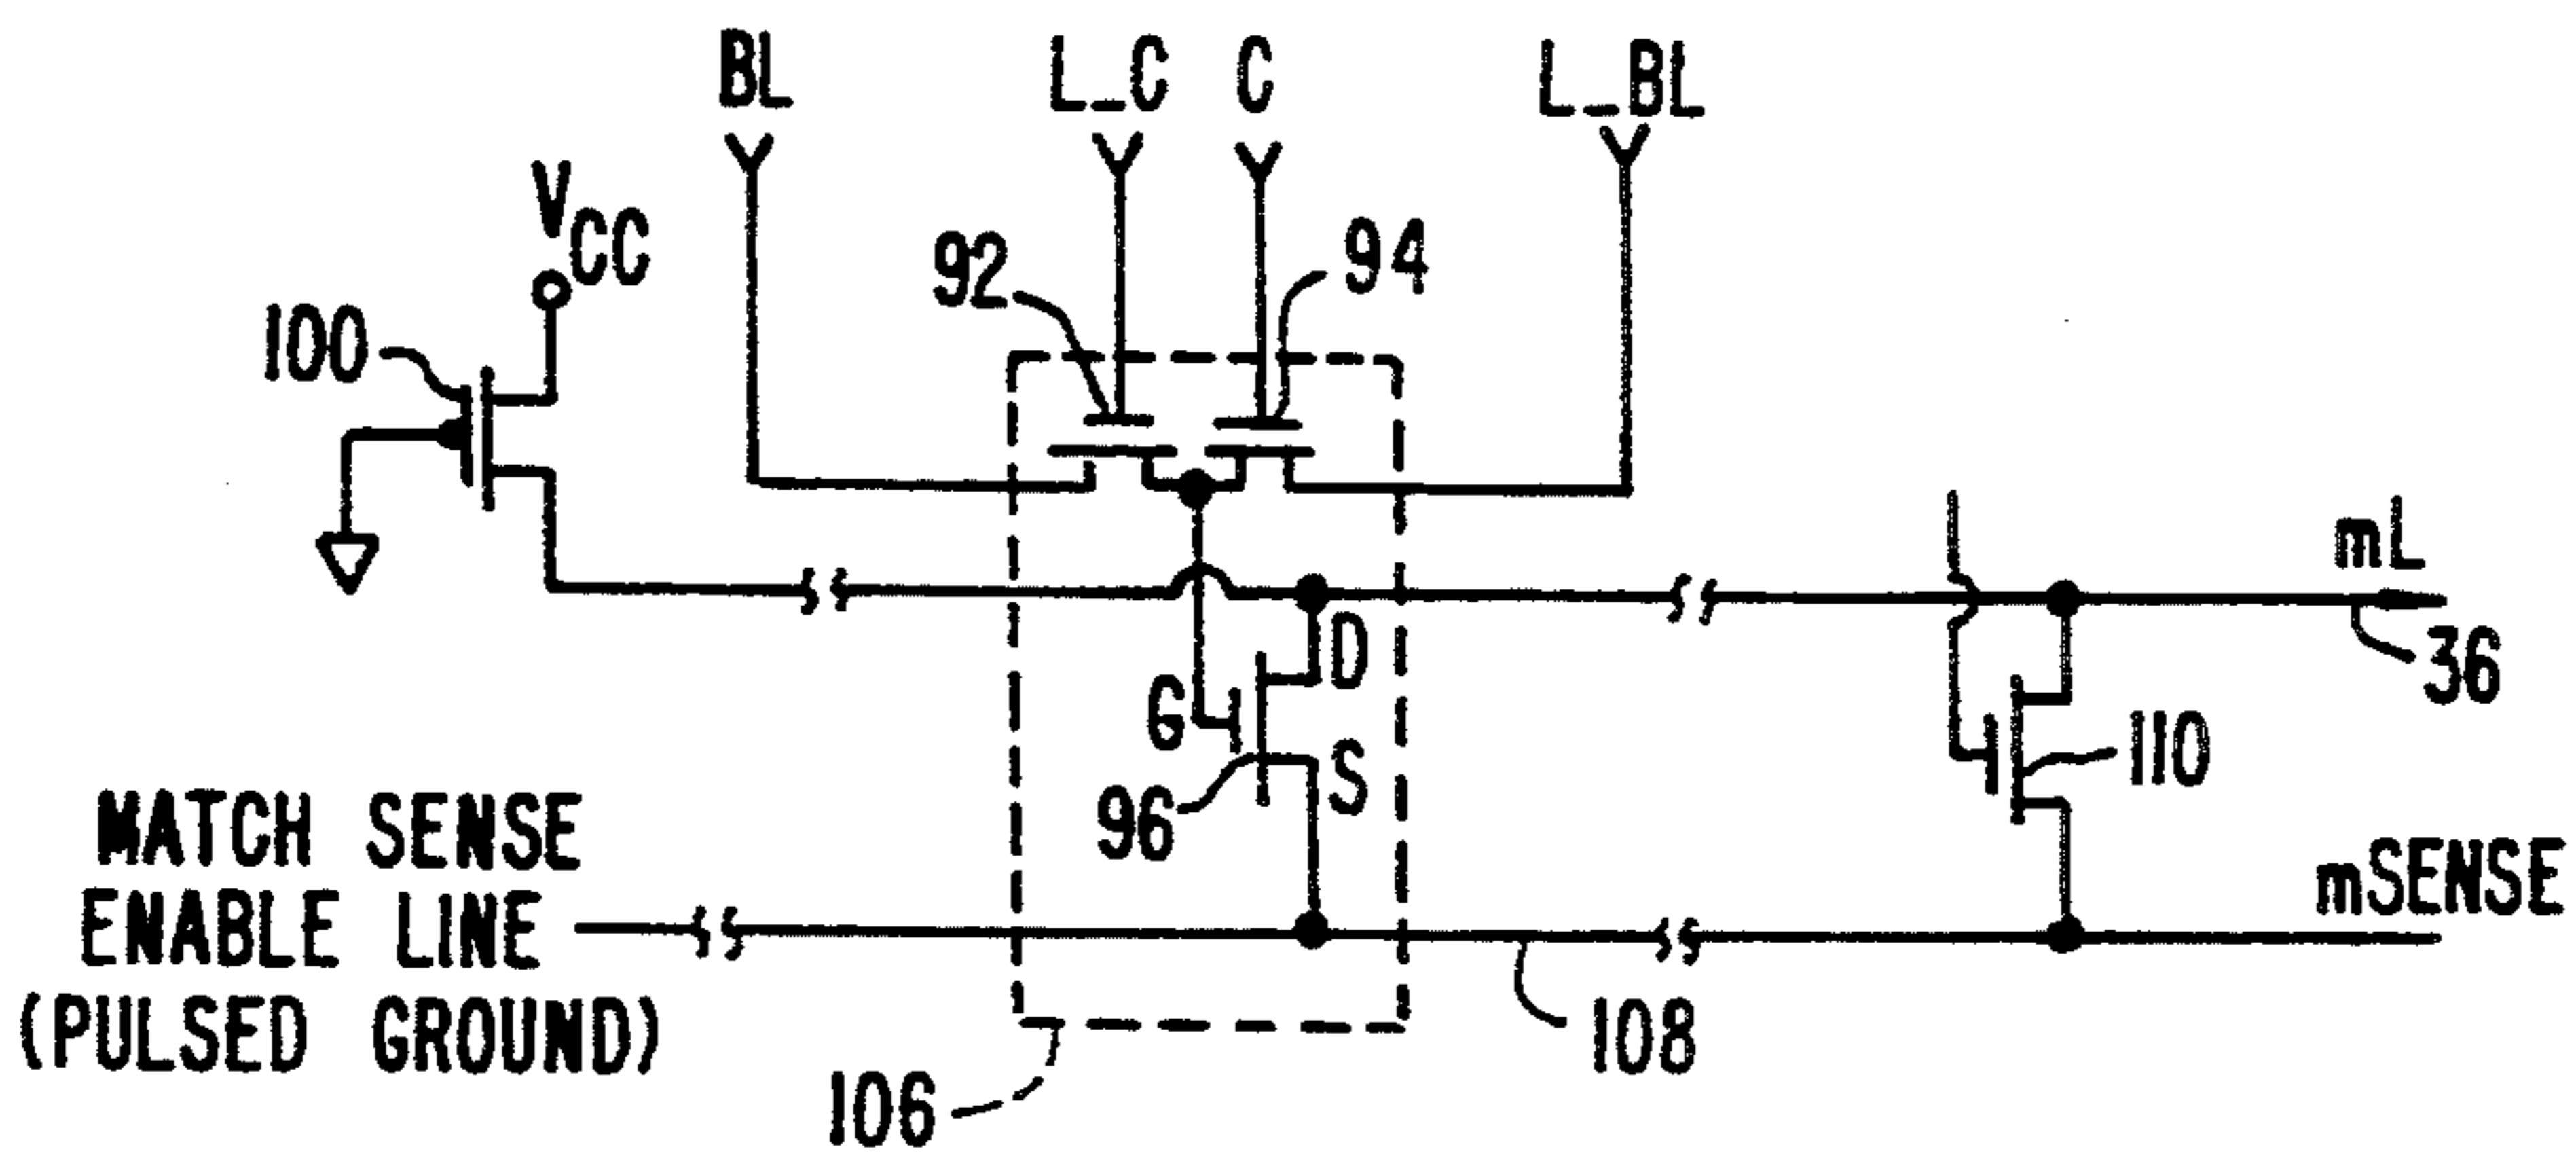 BL
L_C
C
L_BL
VCC
92
94
100
mL
D
36
G
110
S
96
MATCH SENSE
ENABLE LINE
(PULSED GROUND)
mSENSE
108
106